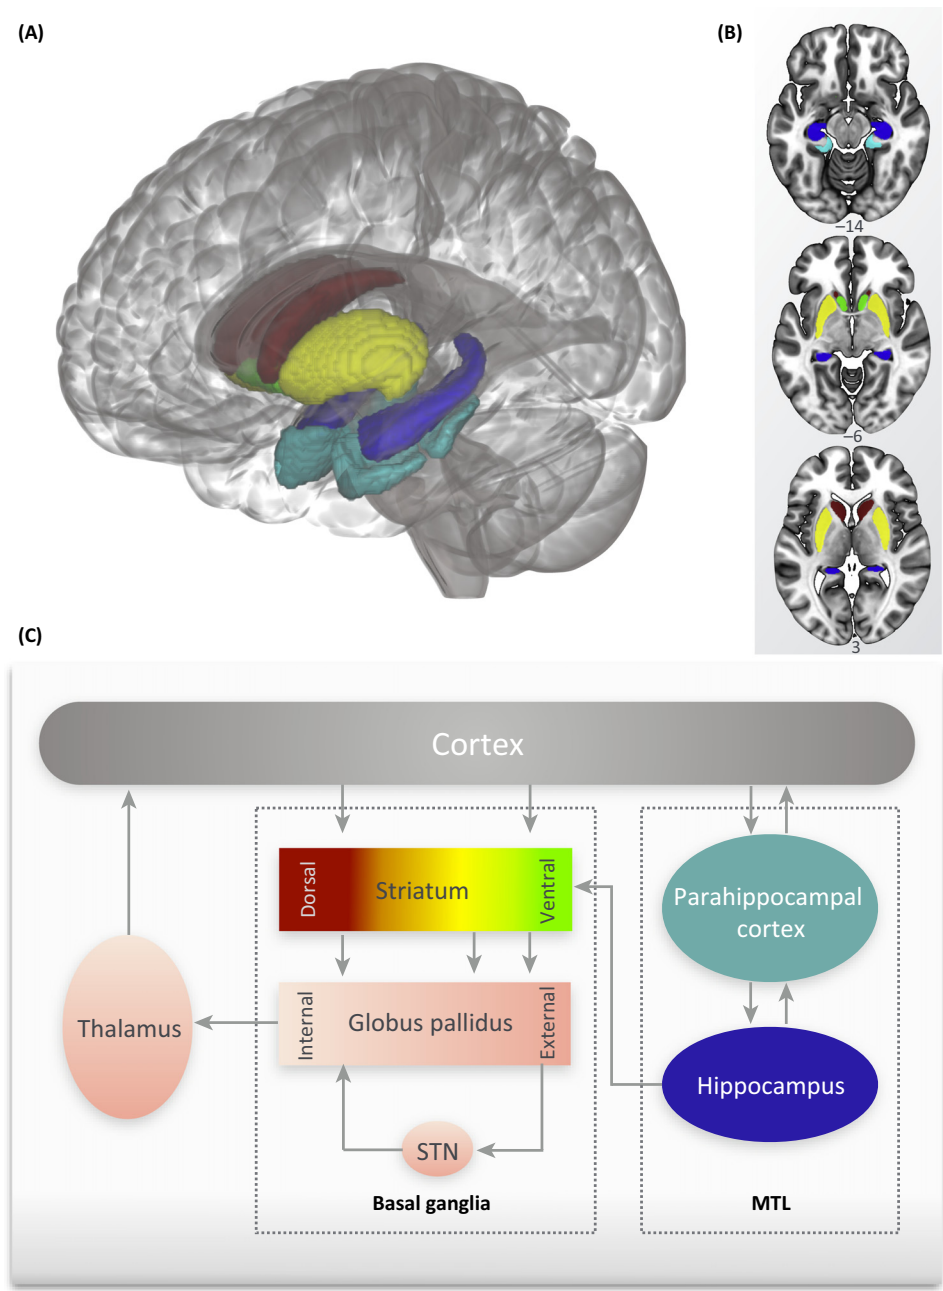 (A)
(B)
–14
–6
3
(C)
Cortex
Dorsal
Striatum
Ventral
Parahippocampal
cortex
Thalamus
Internal
Globus pallidus
External
Hippocampus
STN
Basal ganglia
MTL